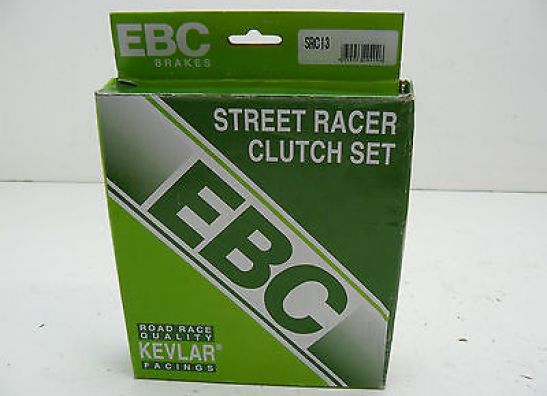 EBC
BRAKES
SRC13
STREET RACER
CLUTCH SET
EBC
ROAD RACE
QUALITY
KEVLAR®
FACINGS